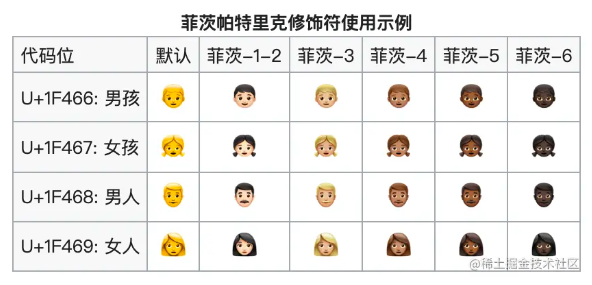 菲茨帕特里克修饰符使用示例
代码位 默认 菲茨-1-2 菲茨-3 菲茨-4 菲茨-5 菲茨-6
U+1F466: 男孩
U+1F467: 女孩
U+1F468: 男人
U+1F469: 女人
@稀土掘金技术社区